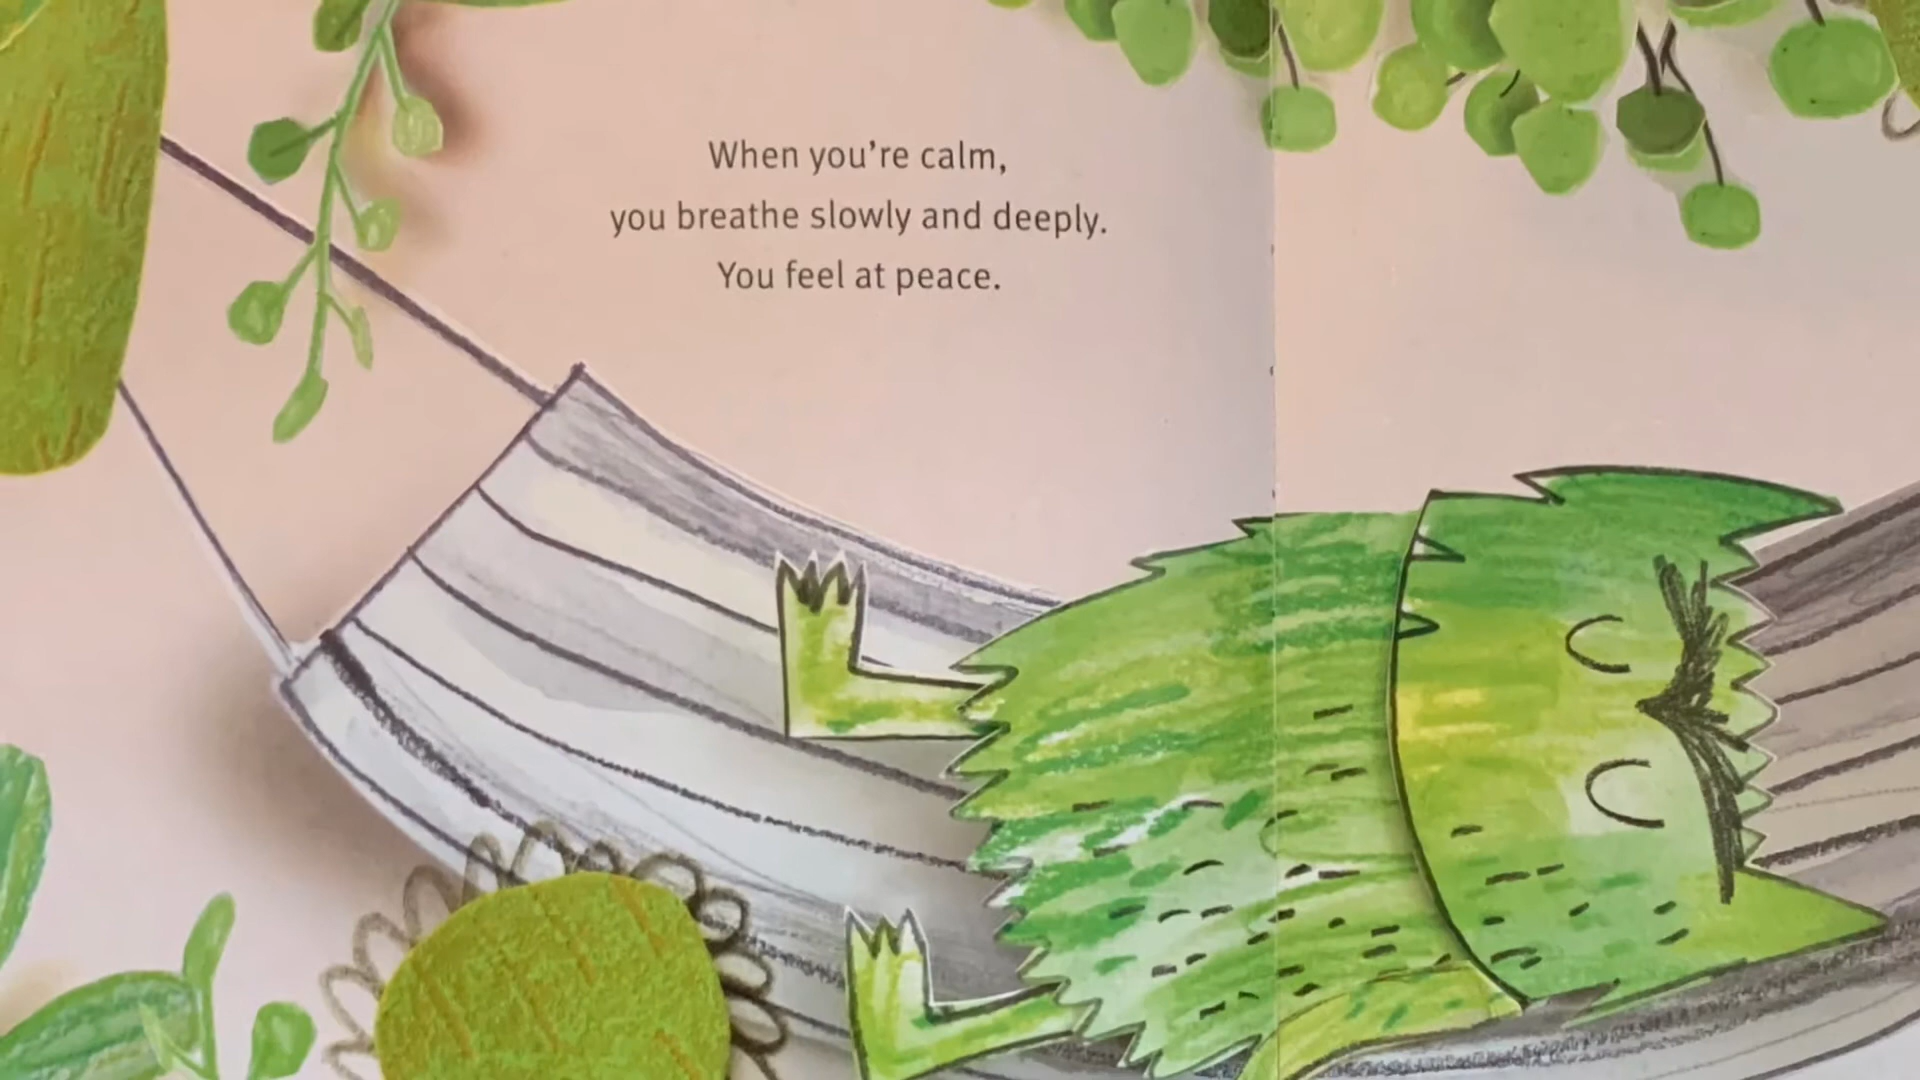 When you're calm,
you breathe slowly and deeply.
You feel at peace.